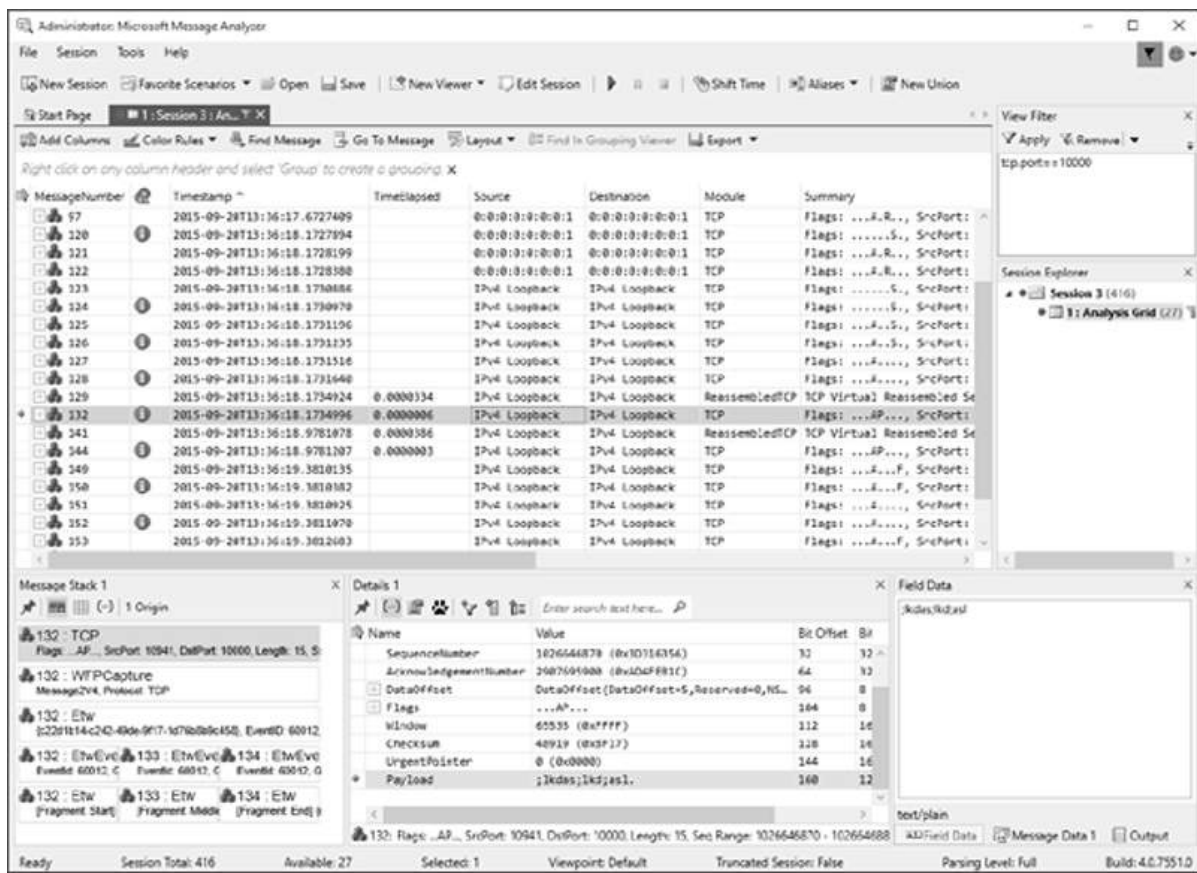 Administrator: Microsoft Message Analyzer
File Session Tools Help
New Session Favorite Scenarios Open Save New Viewer Edit Session Shift Time Aliases New Union
Start Page 1 : Session 3 : An...
Add Columns Color Rules Find Message Go To Message Layout Find In Grouping Viewer Export
Right click on any column header and select 'Group' to create a grouping.
MessageNumber Timestamp TimeElapsed Source Destination Module Summary
97 2015-09-28T13:36:17.6727409 0:0:0:0:0:0:0:1 0:0:0:0:0:0:0:1 TCP Flags: ...A.R.., SrcPort:
120 2015-09-28T13:36:18.1727894 0:0:0:0:0:0:0:1 0:0:0:0:0:0:0:1 TCP Flags: ......S., SrcPort:
121 2015-09-28T13:36:18.1728199 0:0:0:0:0:0:0:1 0:0:0:0:0:0:0:1 TCP Flags: ...A.R.., SrcPort:
122 2015-09-28T13:36:18.1728380 0:0:0:0:0:0:0:1 0:0:0:0:0:0:0:1 TCP Flags: ...A.R.., SrcPort:
123 2015-09-28T13:36:18.1730886 IPv4 Loopback IPv4 Loopback TCP Flags: ......S., SrcPort:
124 2015-09-28T13:36:18.1730970 IPv4 Loopback IPv4 Loopback TCP Flags: ......S., SrcPort:
125 2015-09-28T13:36:18.1731196 IPv4 Loopback IPv4 Loopback TCP Flags: ...A..S., SrcPort:
126 2015-09-28T13:36:18.1731235 IPv4 Loopback IPv4 Loopback TCP Flags: ...A..S., SrcPort:
127 2015-09-28T13:36:18.1731516 IPv4 Loopback IPv4 Loopback TCP Flags: ...A...., SrcPort:
128 2015-09-28T13:36:18.1731640 IPv4 Loopback IPv4 Loopback TCP Flags: ...A...., SrcPort:
129 2015-09-28T13:36:18.1734924 0.0000334 IPv4 Loopback IPv4 Loopback ReassembledTCP TCP Virtual Reassembled Se
132 2015-09-28T13:36:18.1734996 0.0000006 IPv4 Loopback IPv4 Loopback TCP Flags: ...AP..., SrcPort:
341 2015-09-28T13:36:18.9781078 0.0000386 IPv4 Loopback IPv4 Loopback ReassembledTCP TCP Virtual Reassembled Se
344 2015-09-28T13:36:18.9781207 0.0000003 IPv4 Loopback IPv4 Loopback TCP Flags: ...AP..., SrcPort:
349 2015-09-28T13:36:19.3810135 IPv4 Loopback IPv4 Loopback TCP Flags: ...A...F, SrcPort:
350 2015-09-28T13:36:19.3810382 IPv4 Loopback IPv4 Loopback TCP Flags: ...A...F, SrcPort:
351 2015-09-28T13:36:19.3810925 IPv4 Loopback IPv4 Loopback TCP Flags: ...A...., SrcPort:
352 2015-09-28T13:36:19.3811070 IPv4 Loopback IPv4 Loopback TCP Flags: ...A...., SrcPort:
353 2015-09-28T13:36:19.3812603 IPv4 Loopback IPv4 Loopback TCP Flags: ...A...F, SrcPort:
View Filter
Apply Remove
tcp.port==10000
Session Explorer
Session 3 (416)
1 : Analysis Grid (27)
Message Stack 1
1 Origin
132 : TCP
Flags: ...AP..., SrcPort: 10941, DstPort: 10000, Length: 15, S
132 : WFPCapture
Message2V4, Protocol: TCP
132 : Etw
EventID: 60012,
132 : EtwEve 133 : EtwEve 134 : EtwEve
EventId: 60012, EventId: 60012, EventId: 60012,
132 : Etw 133 : Etw 134 : Etw
[Fragment Start] [Fragment Middle [Fragment End]
Details 1
Enter search text here...
Name Value Bit Offset Bit
SequenceNumber 1026646870 32 32
AcknowledgementNumber 64 32
DataOffset DataOffset{DataOffset=5,Reserved=0,NS... 96 8
Flags ...AP... 104 8
Window 65535 (0xFFFF) 112 16
Checksum 128 16
UrgentPointer 0 (0x0000) 144 16
Payload ;lkdas;lkd;asl. 160 12
132: Flags: ...AP..., SrcPort: 10941, DstPort: 10000, Length: 15, Seq Range: 1026646870 - 102664688
Field Data
;lkdas;lkd;asl
text/plain
Field Data Message Data 1 Output
Ready Session Total: 416 Available: 27 Selected: 1 Viewpoint: Default Truncated Session: False Parsing Level: Full Build: 4.0.7551.0